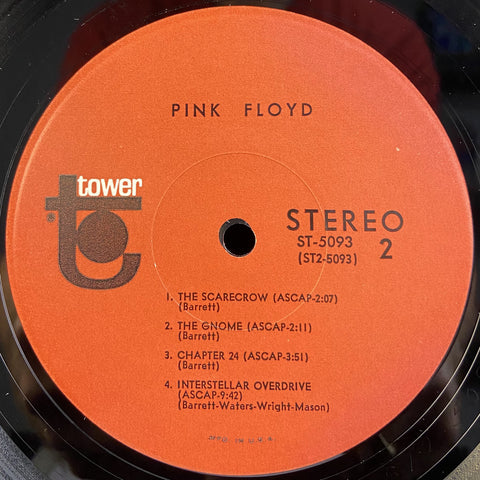 PINK FLOYD
tower
STEREO
ST-5093
(ST2-5093)
2
1. THE SCARECROW (ASCAP-2:07)
(Barrett)
2. THE GNOME (ASCAP-2:11)
(Barrett)
3. CHAPTER 24 (ASCAP-3:51)
(Barrett)
4. INTERSTELLAR OVERDRIVE
(ASCAP-9:42)
(Barrett-Waters-Wright-Mason)